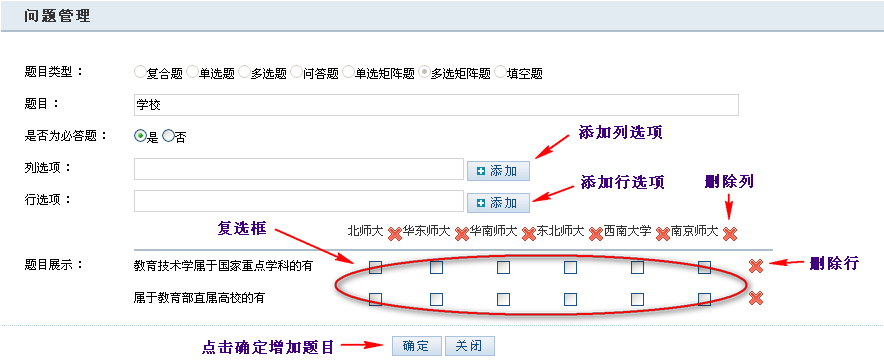 问题管理
题目类型： 复合题 单选题 多选题 问答题 单选矩阵题 多选矩阵题 填空题
题目： 学校
是否为必答题： 是 否
添加列选项
列选项： 添加
添加行选项
删除列
行选项： 添加
复选框
北师大 华东师大 华南师大 东北师大 西南大学 南京师大
题目展示： 教育技术学属于国家重点学科的有
删除行
属于教育部直属高校的有
点击确定增加题目 确定 关闭